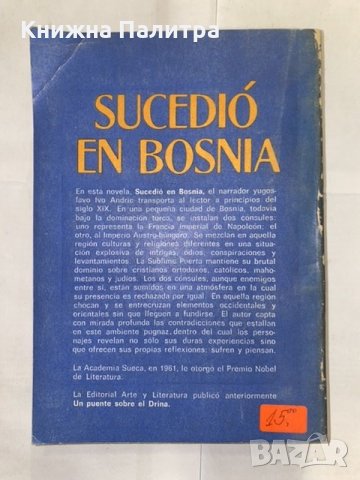 Книжна Палитра
SUCEDIÓ
EN BOSNIA
En esta novela, Sucedió en Bosnia, el narrador yugos-
lavo Ivo Andric transporta al lector a principios del
siglo XIX. En una pequeña ciudad de Bosnia, todavía
bajo la dominación turca, se instalan dos cónsules:
uno representa la Francia imperial de Napoleón; el
otro, al Imperio Austro-húngaro. Se mezclan en aquella
región culturas y religiones diferentes en una situa-
ción explosiva de intrigas, odios, conspiraciones y
levantamientos. La Sublime Puerta mantiene su brutal
dominio sobre cristianos ortodoxos, católicos, maho-
metanos y judíos. Los dos cónsules, aunque enemigos
entre sí, están sumidos en una atmósfera en la cual
su presencia es rechazada por igual. En aquella región
chocan y se entrecruzan elementos occidentales y
orientales sin que lleguen a fundirse. El autor capta
con mirada profunda las contradicciones que estallan
en este ambiente pugnaz, dentro del cual los perso-
najes revelan no sólo sus duras experiencias sino
que ofrecen sus propias reflexiones: sufren y piensan.
La Academia Sueca, en 1961, le otorgó el Premio Nobel
de Literatura.
La Editorial Arte y Literatura publicó anteriormente
Un puente sobre el Drina.
15,00
BAZAR